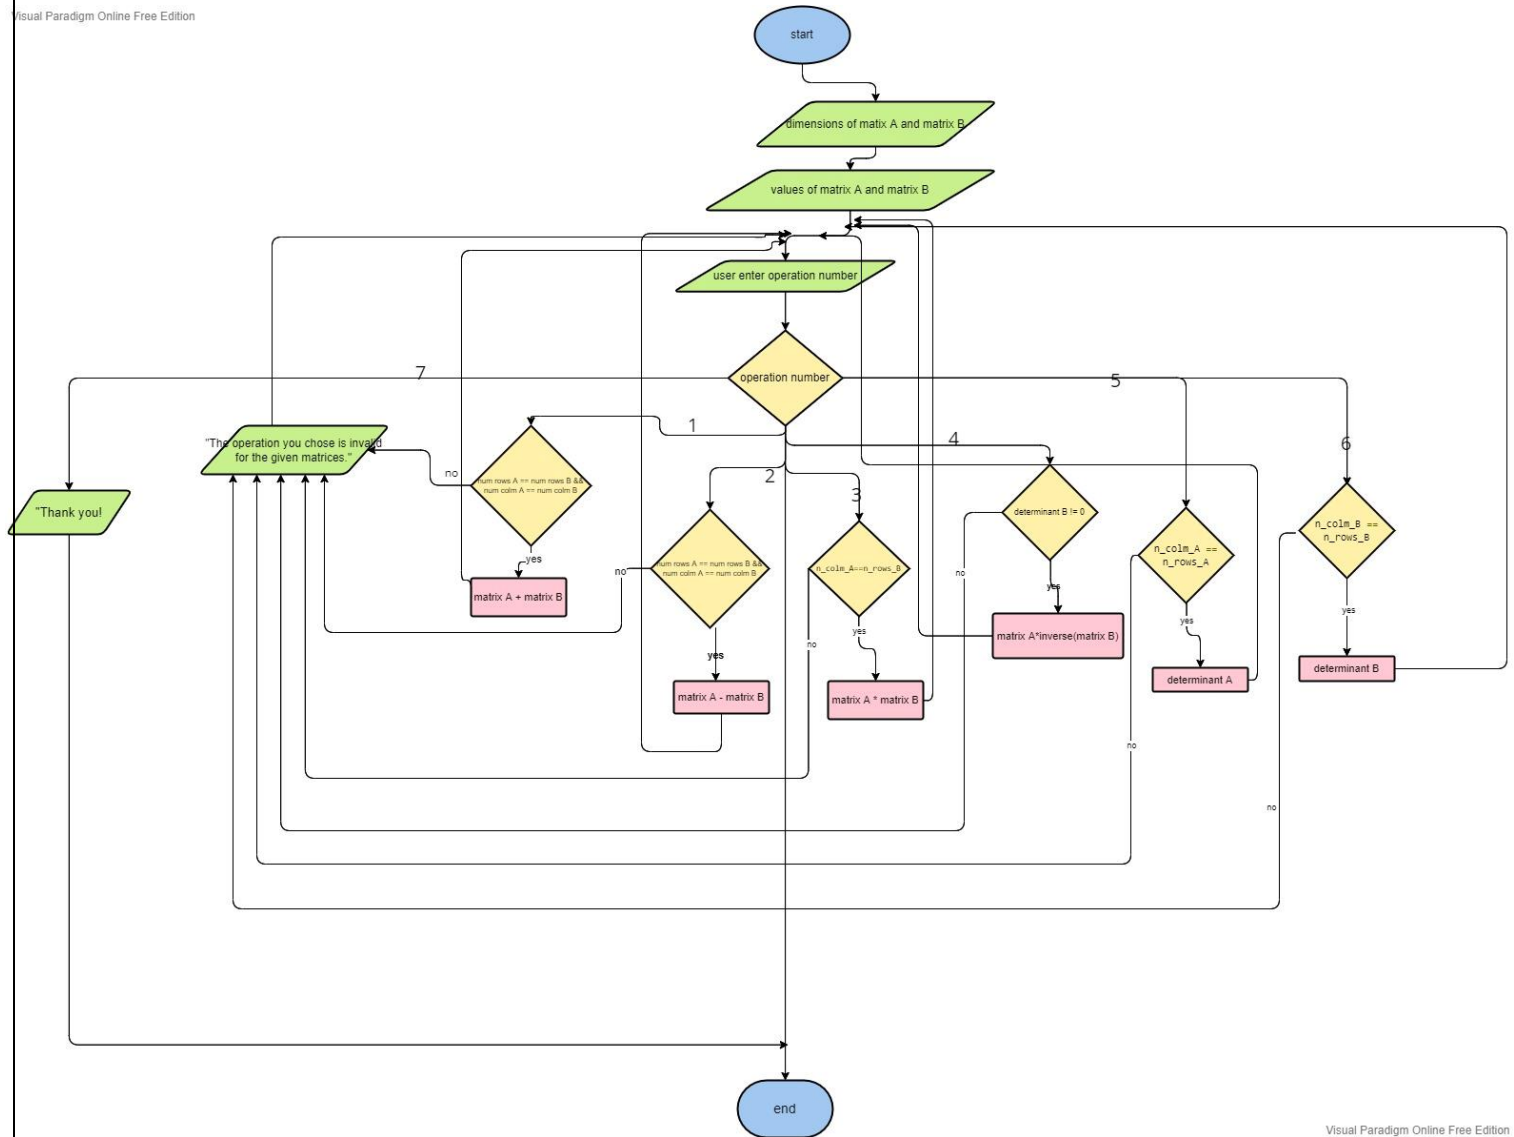 Visual Paradigm Online Free Edition
start
dimensions of matix A and matrix B
values of matrix A and matrix B
user enter operation number
operation number
7
5
1
4
6
2
3
"The operation you chose is invalid
for the given matrices."
no
num rows A == num rows B &&
num colm A == num colm B
"Thank you!
determinant B != 0
n_colm_B ==
n_rows_B
n_colm_A ==
n_rows_A
yes
no
num rows A == num rows B &&
num colm A == num colm B
n_colm_A==n_rows_B
no
yes
matrix A + matrix B
yes
yes
yes
matrix A*inverse(matrix B)
no
yes
determinant B
determinant A
matrix A - matrix B
matrix A * matrix B
no
no
end
Visual Paradigm Online Free Edition